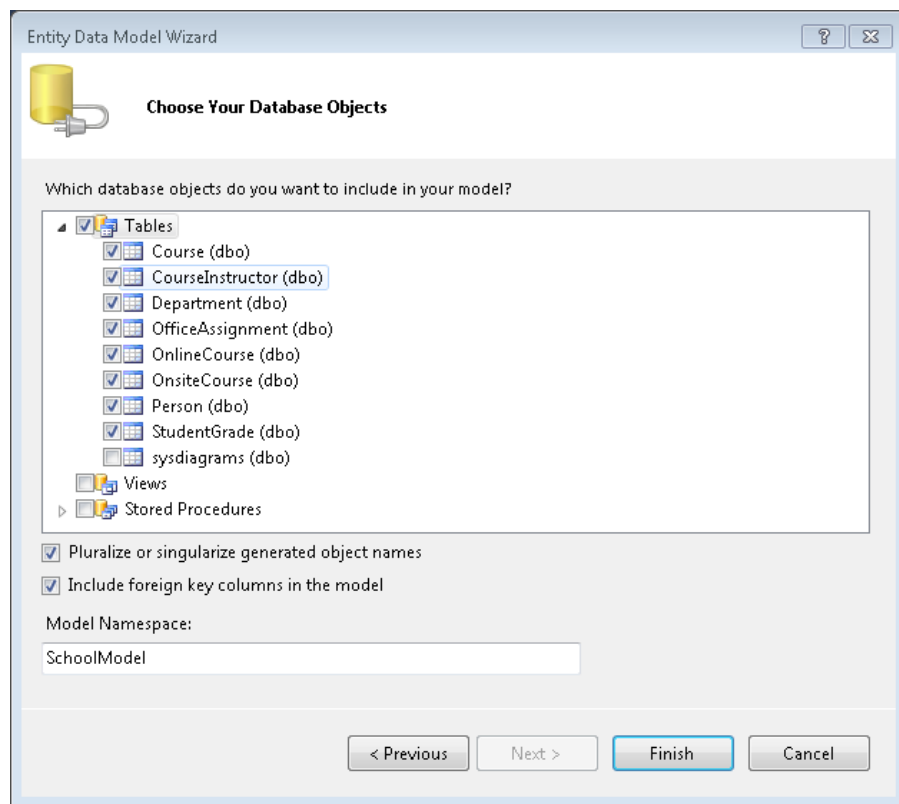 Entity Data Model Wizard
Choose Your Database Objects
Which database objects do you want to include in your model?
Tables
Course (dbo)
CourseInstructor (dbo)
Department (dbo)
OfficeAssignment (dbo)
OnlineCourse (dbo)
OnsiteCourse (dbo)
Person (dbo)
StudentGrade (dbo)
sysdiagrams (dbo)
Views
Stored Procedures
Pluralize or singularize generated object names
Include foreign key columns in the model
Model Namespace:
SchoolModel
< Previous Next > Finish Cancel